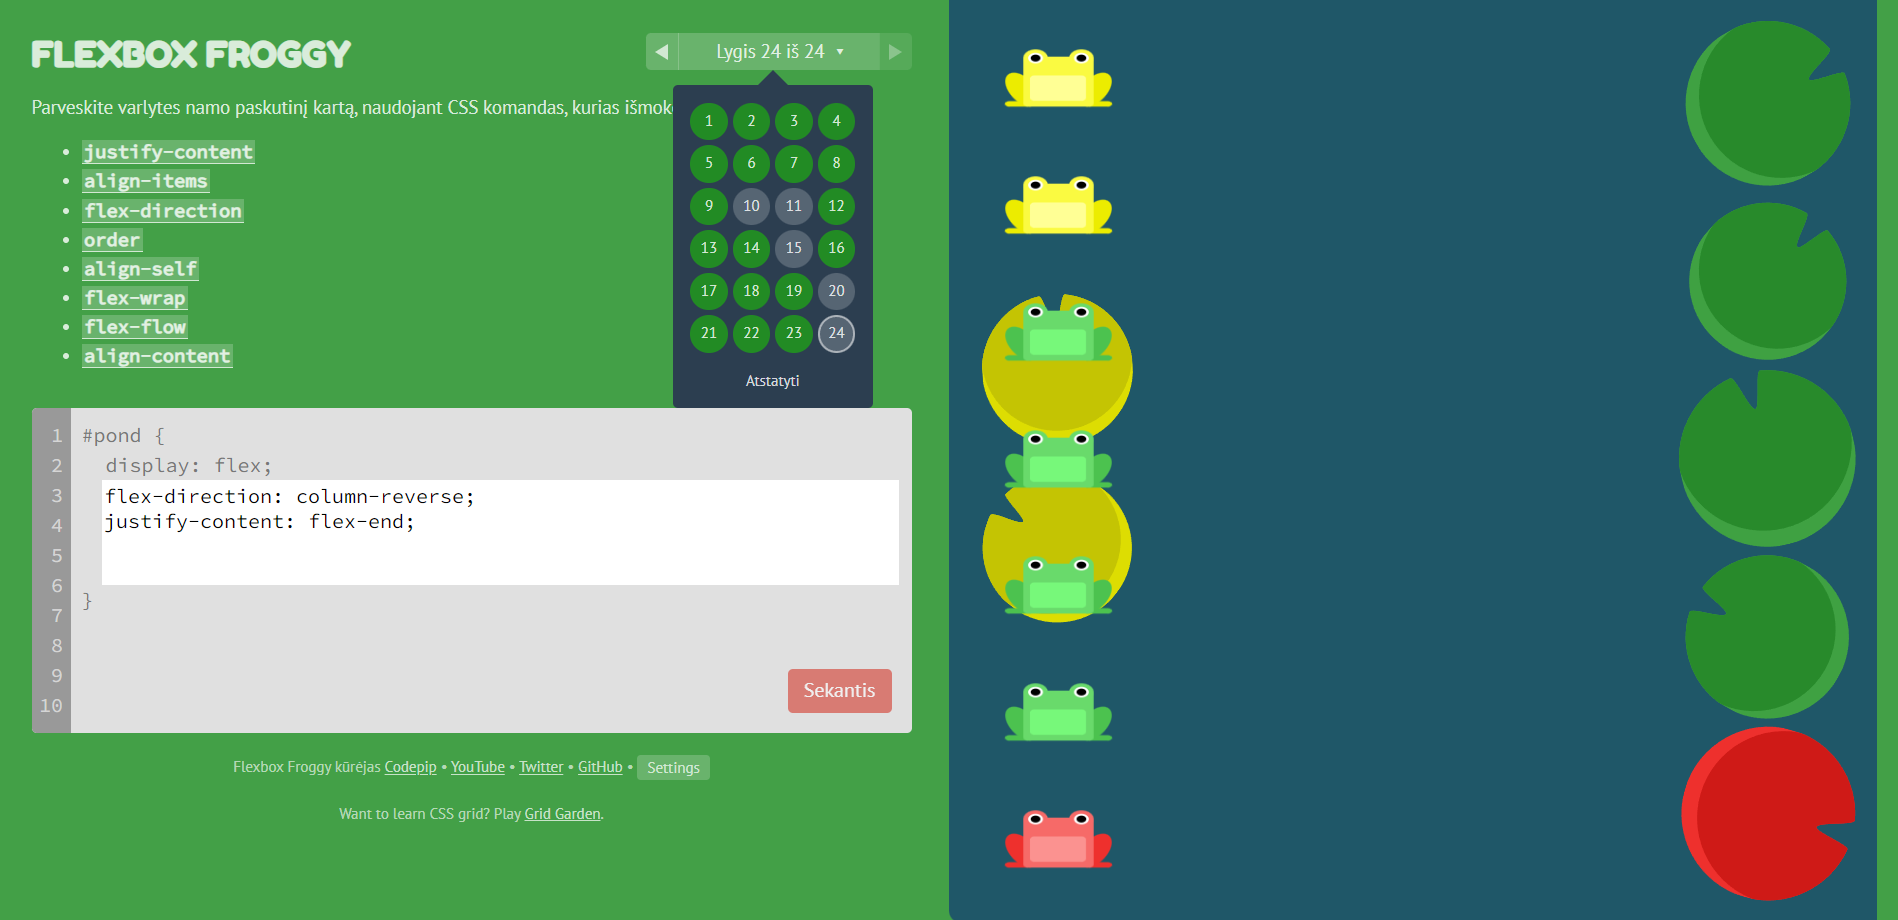 FLEXBOX FROGGY
◀ Lygis 24 iš 24 ▼ ▶
Parveskite varlytes namo paskutinį kartą, naudojant CSS komandas, kurias
• justify-content
• align-items
• flex-direction
• order
• align-self
• flex-wrap
• flex-flow
• align-content
1 2 3 4
5 6 7 8
9 10 11 12
13 14 15 16
17 18 19 20
21 22 23 24
Atstatyti
1 #pond {
2 display: flex;
3 flex-direction: column-reverse;
4 justify-content: flex-end;
5
6 }
7
8
9
10
Sekantis
Flexbox Froggy kūrėjas Codepip • YouTube • Twitter • GitHub • Settings
Want to learn CSS grid? Play Grid Garden.